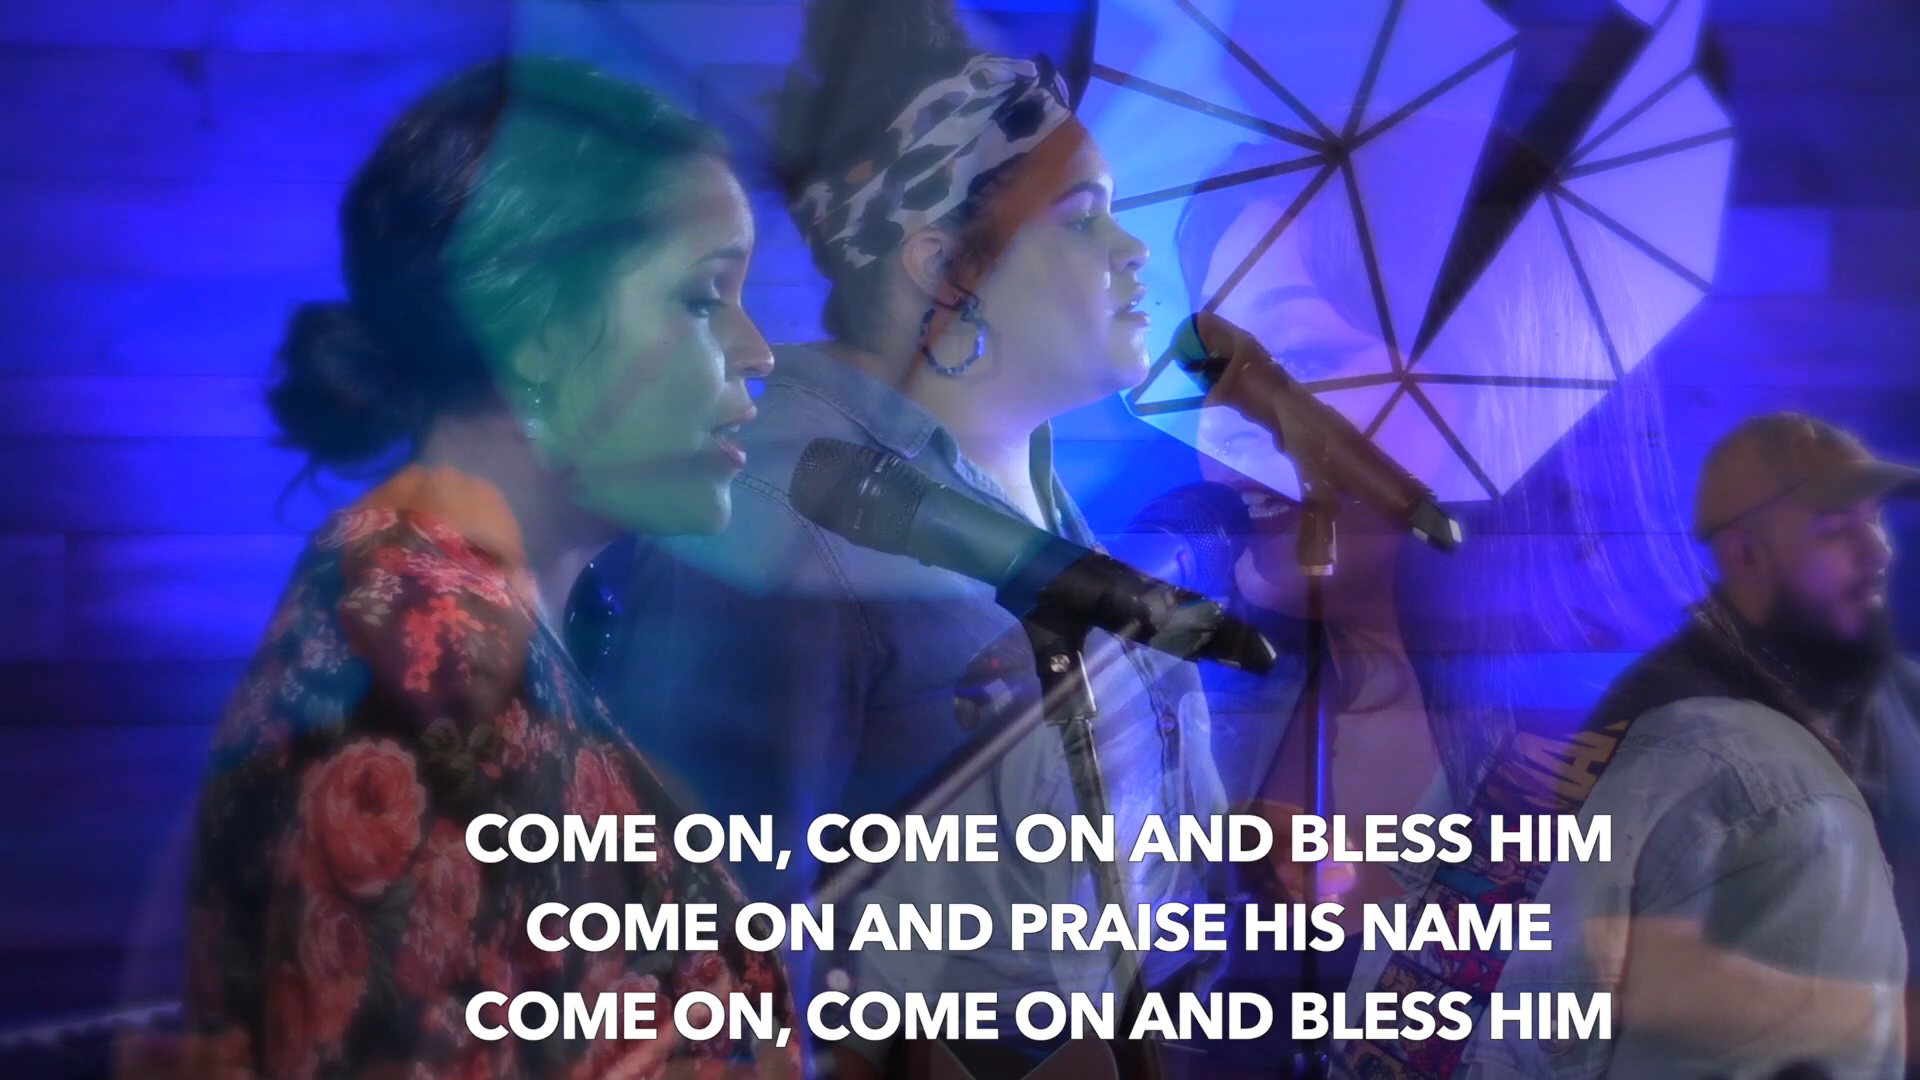 COME ON, COME ON AND BLESS HIM
COME ON AND PRAISE HIS NAME
COME ON, COME ON AND BLESS HIM